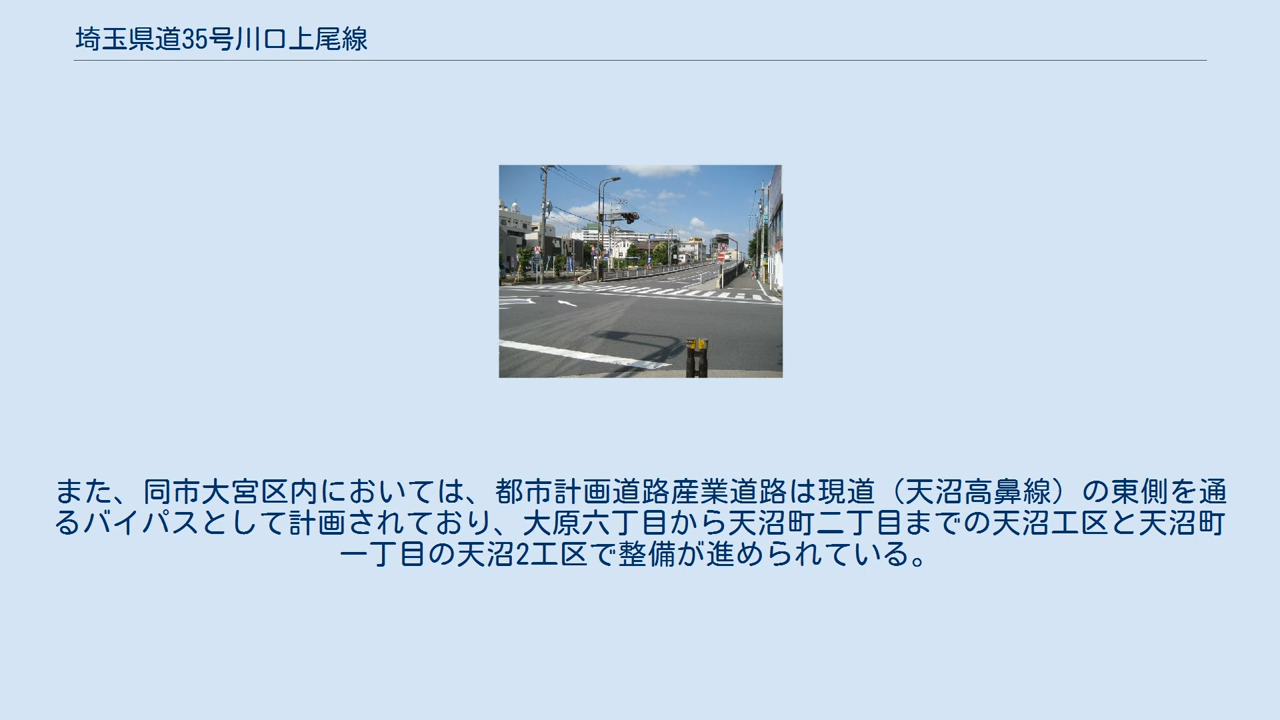 埼玉県道35号川口上尾線
また、同市大宮区内においては、都市計画道路産業道路は現道（天沼高鼻線）の東側を通
るバイパスとして計画されており、大原六丁目から天沼町二丁目までの天沼工区と天沼町
一丁目の天沼2工区で整備が進められている。